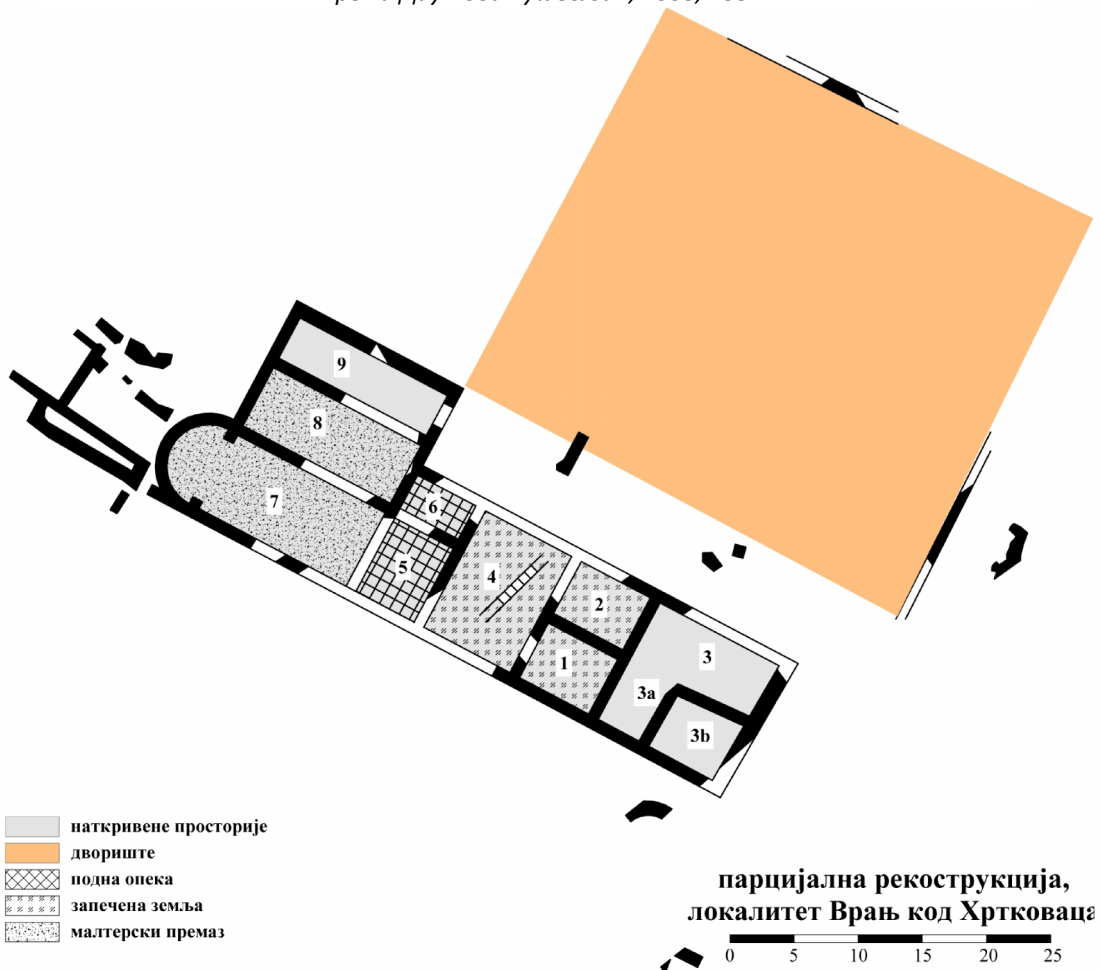 9
8
7
6
5
4
2
1
3
3а
3b
наткривене просторије
двориште
подна опека
запечена земља
малтерски премаз
парцијална рекострукција,
локалитет Врањ код Хртковаца
0 5 10 15 20 25